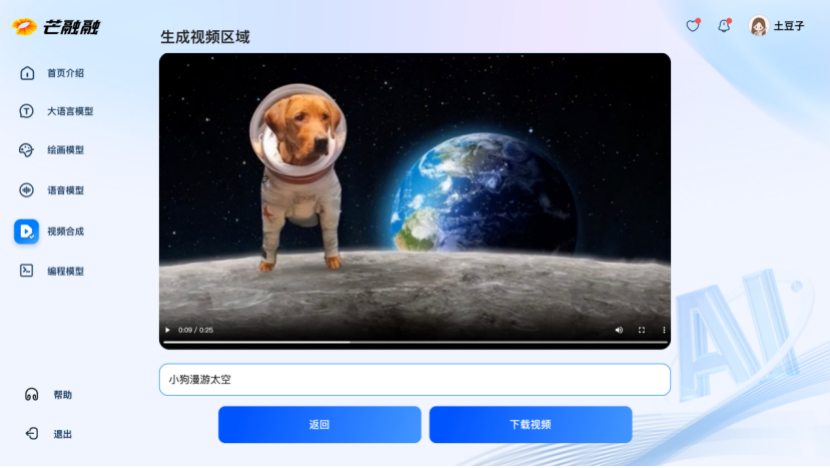 芒融融
生成视频区域
土豆子
首页介绍
大语言模型
绘画模型
语音模型
视频合成
编程模型
0:09 / 0:25
小狗漫游太空
返回
下载视频
帮助
退出
AI